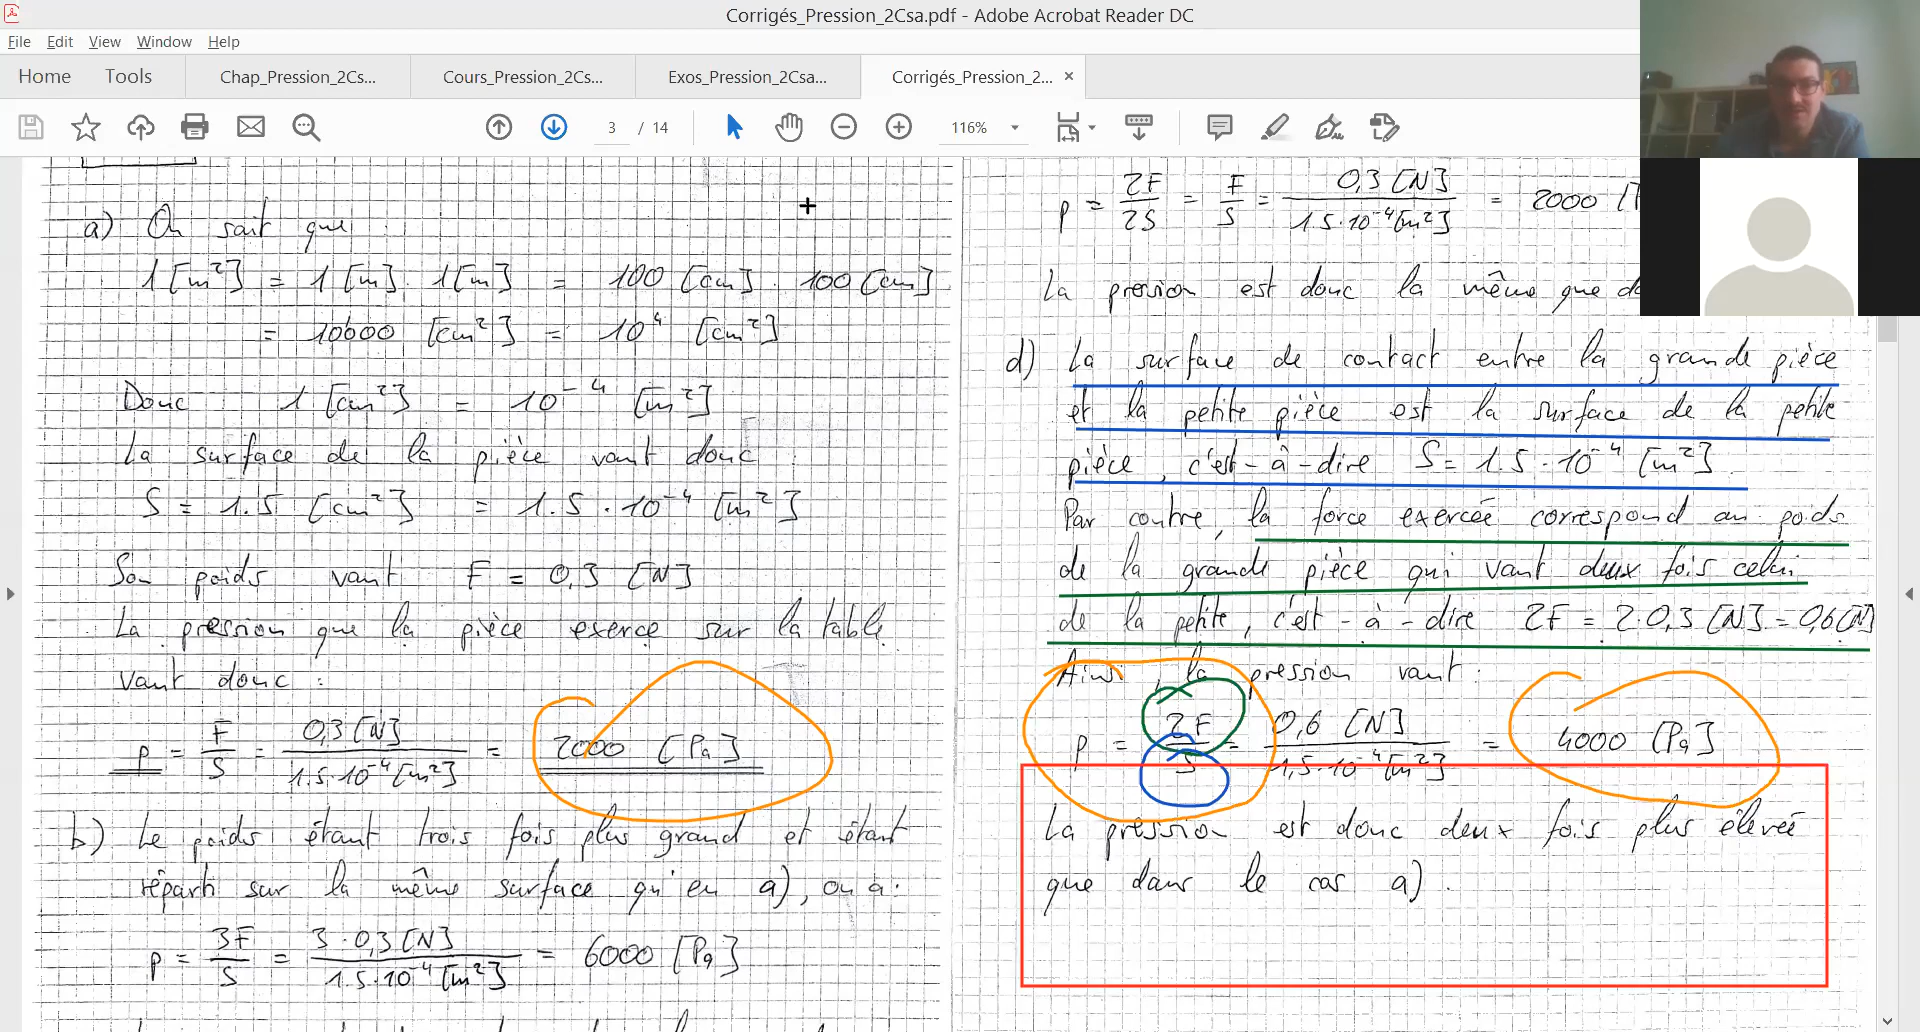 Corrigés_Pression_2Csa.pdf - Adobe Acrobat Reader DC
File Edit View Window Help
Home Tools Chap_Pression_2Cs... Cours_Pression_2Cs... Exos_Pression_2Csa... Corrigés_Pression_2... ×
3 / 14 116%
a) On sait que
1 [m²] = 1 [m] . 1 [m] = 100 [cm] . 100 [cm]
= 10000 [cm²] = 10⁴ [cm²]
Donc 1 [cm²] = 10⁻⁴ [m²]
La surface de la pièce vaut donc :
S = 1.5 [cm²] = 1.5 . 10⁻⁴ [m²]
Son poids vaut F = 0,3 [N]
La pression que la pièce exerce sur la table
vaut donc :
p = F/S = 0,3 [N] / 1.5 . 10⁻⁴ [m²] = 2000 [Pa]
b) Le poids étant trois fois plus grand et étant
réparti sur la même surface qu'en a), on a :
p = 3F/S = 3 . 0,3 [N] / 1.5 . 10⁻⁴ [m²] = 6000 [Pa]
p = 2F/2S = F/S = 0,3 [N] / 1.5 . 10⁻⁴ [m²] = 2000 [P
La pression est donc la même que d
d) La surface de contact entre la grande pièce
et la petite pièce est la surface de la petite
pièce, c'est-à-dire S = 1.5 . 10⁻⁴ [m²].
Par contre, la force exercée correspond au poids
de la grande pièce qui vaut deux fois celui
de la petite, c'est-à-dire 2F = 2 . 0,3 [N] = 0,6 [N]
Ainsi, la pression vaut :
p = 2F/S = 0,6 [N] / 1,5 . 10⁻⁴ [m²] = 4000 [Pa]
La pression est donc deux fois plus élevée
que dans le cas a).